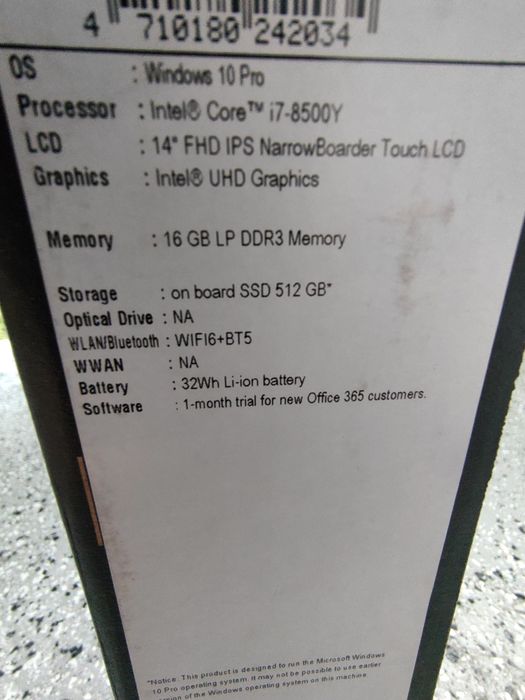 4 710180 242034
OS : Windows 10 Pro
Processor : Intel® Core™ i7-8500Y
LCD : 14" FHD IPS NarrowBoarder Touch LCD
Graphics : Intel® UHD Graphics
Memory : 16 GB LP DDR3 Memory
Storage : on board SSD 512 GB*
Optical Drive : NA
WLAN/Bluetooth : WIFI6+BT5
WWAN : NA
Battery : 32Wh Li-ion battery
Software : 1-month trial for new Office 365 customers.
*Notice: This product is designed to run the Microsoft Windows
10 Pro operating system. It may not be possible to use earlier
version of the Windows operating system on this machine.